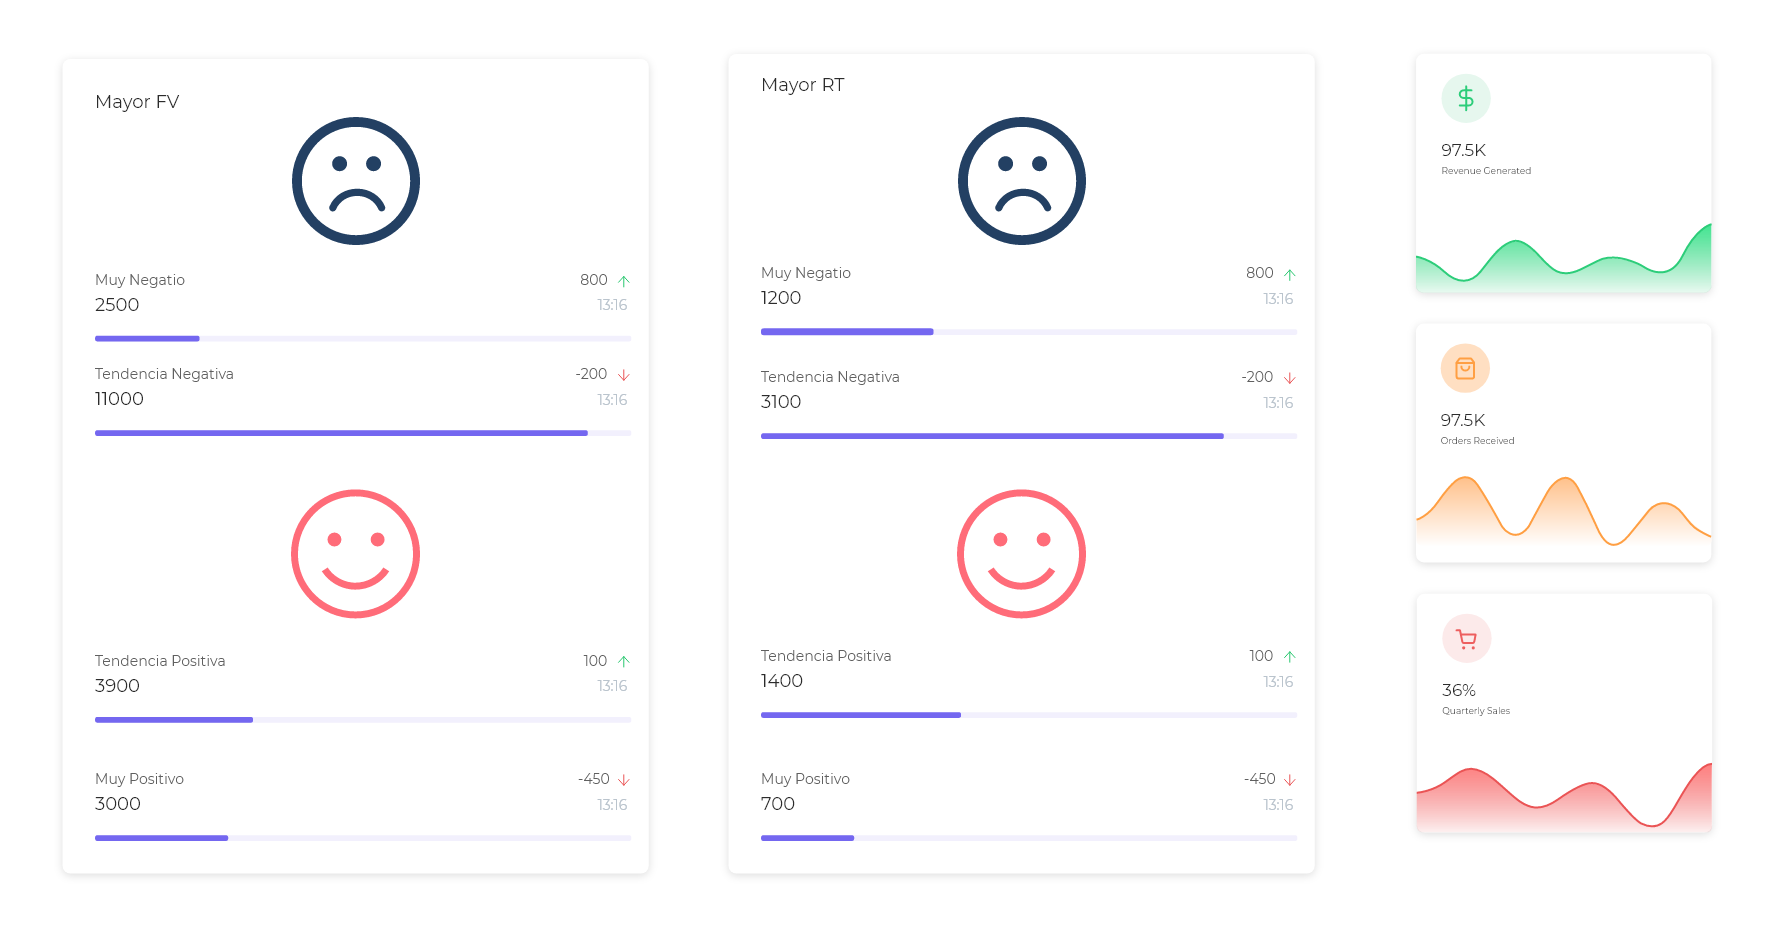 Mayor FV
Muy Negatio
800
2500
13:16
Tendencia Negativa
-200
11000
13:16
Tendencia Positiva
100
3900
13:16
Muy Positivo
-450
3000
13:16
Mayor RT
Muy Negatio
800
1200
13:16
Tendencia Negativa
-200
3100
13:16
Tendencia Positiva
100
1400
13:16
Muy Positivo
-450
700
13:16
97.5K
Revenue Generated
97.5K
Orders Received
36%
Quarterly Sales